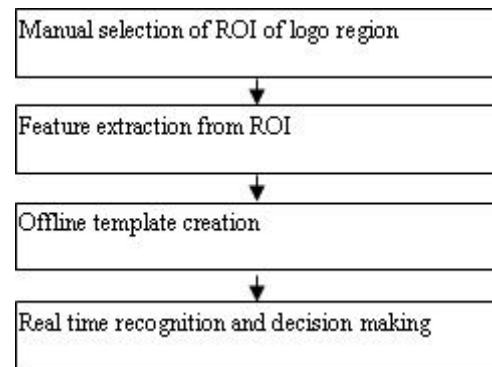 Manual selection of ROI of logo region
Feature extraction from ROI
Offline template creation
Real time recognition and decision making